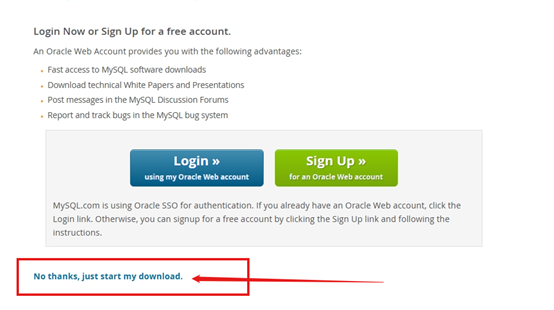 Login Now or Sign Up for a free account.
An Oracle Web Account provides you with the following advantages:
Fast access to MySQL software downloads
Download technical White Papers and Presentations
Post messages in the MySQL Discussion Forums
Report and track bugs in the MySQL bug system
Login »
using my Oracle Web account
Sign Up »
for an Oracle Web account
MySQL.com is using Oracle SSO for authentication. If you already have an Oracle Web account, click the
Login link. Otherwise, you can signup for a free account by clicking the Sign Up link and following the
instructions.
No thanks, just start my download.